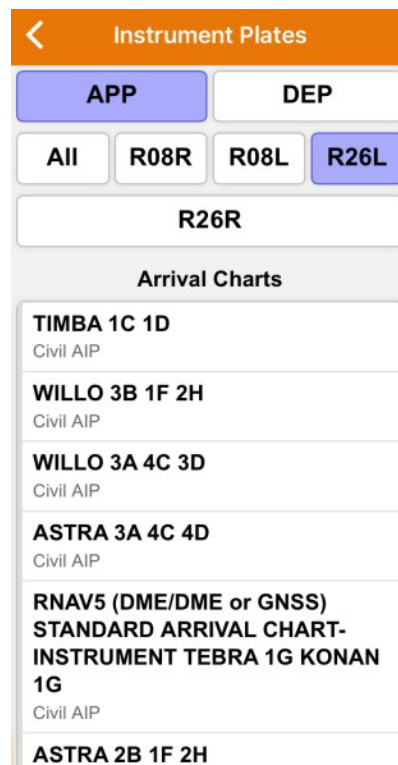 Instrument Plates
APP DEP
All R08R R08L R26L
R26R
Arrival Charts
TIMBA 1C 1D
Civil AIP
WILLO 3B 1F 2H
Civil AIP
WILLO 3A 4C 3D
Civil AIP
ASTRA 3A 4C 4D
Civil AIP
RNAV5 (DME/DME or GNSS)
STANDARD ARRIVAL CHART-
INSTRUMENT TEBRA 1G KONAN
1G
Civil AIP
ASTRA 2B 1F 2H